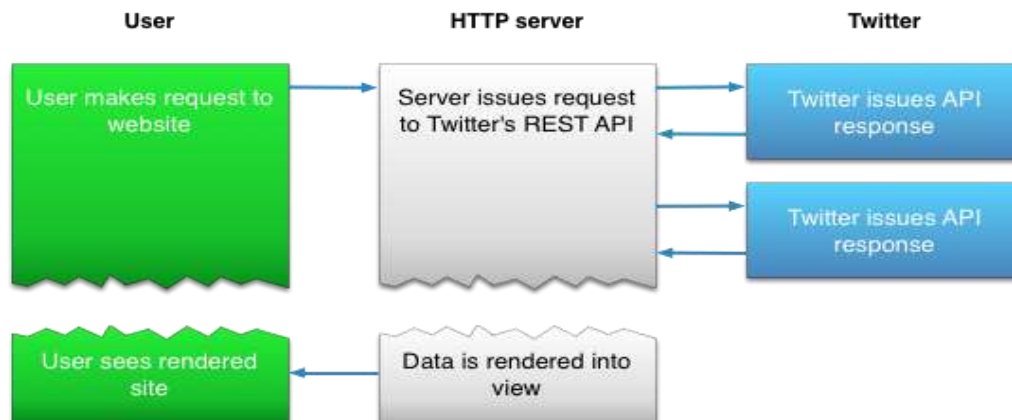 User
HTTP server
Twitter
User makes request to
website
Server issues request
to Twitter's REST API
Twitter issues API
response
Twitter issues API
response
User sees rendered
site
Data is rendered into
view